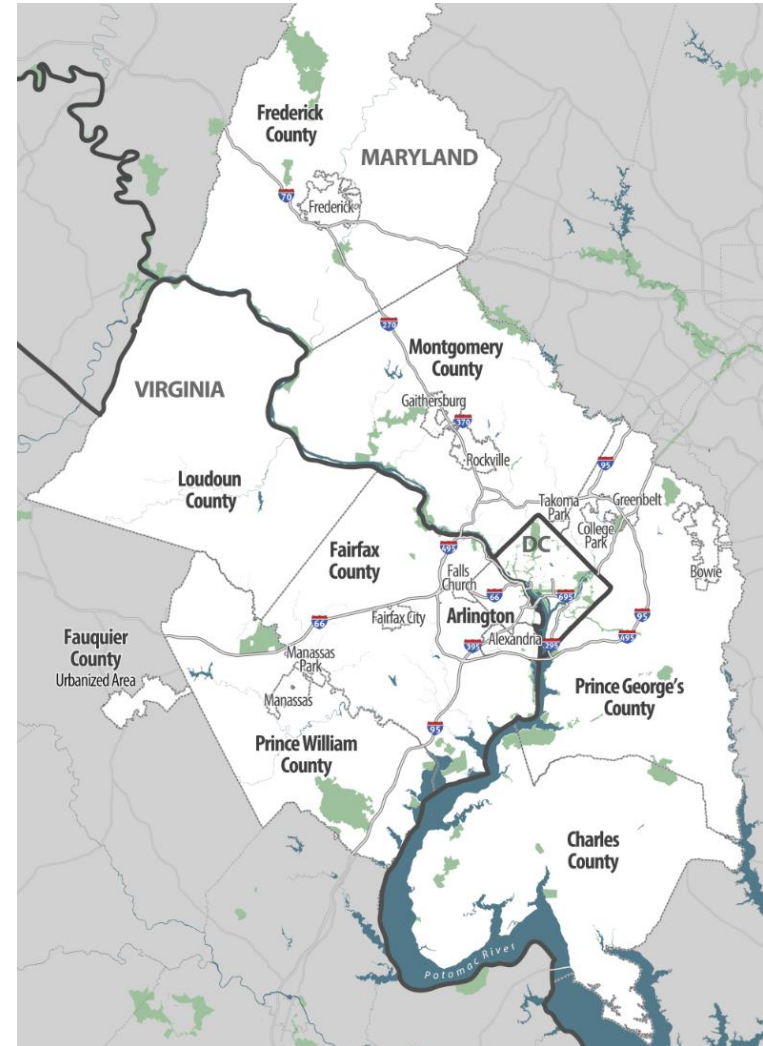 Frederick
County
MARYLAND
70
Frederick
270
Montgomery
County
VIRGINIA
Gaithersburg
370
Rockville
95
Loudoun
County
Takoma
Park
Greenbelt
College
Park
DC
Bowie
Fairfax
County
495
Falls
Church
66
695
Arlington
66
Fairfax City
95
495
Fauquier
County
Urbanized Area
395
Alexandria
295
Manassas
Park
Manassas
Prince George's
County
95
Prince William
County
Charles
County
Potomac River